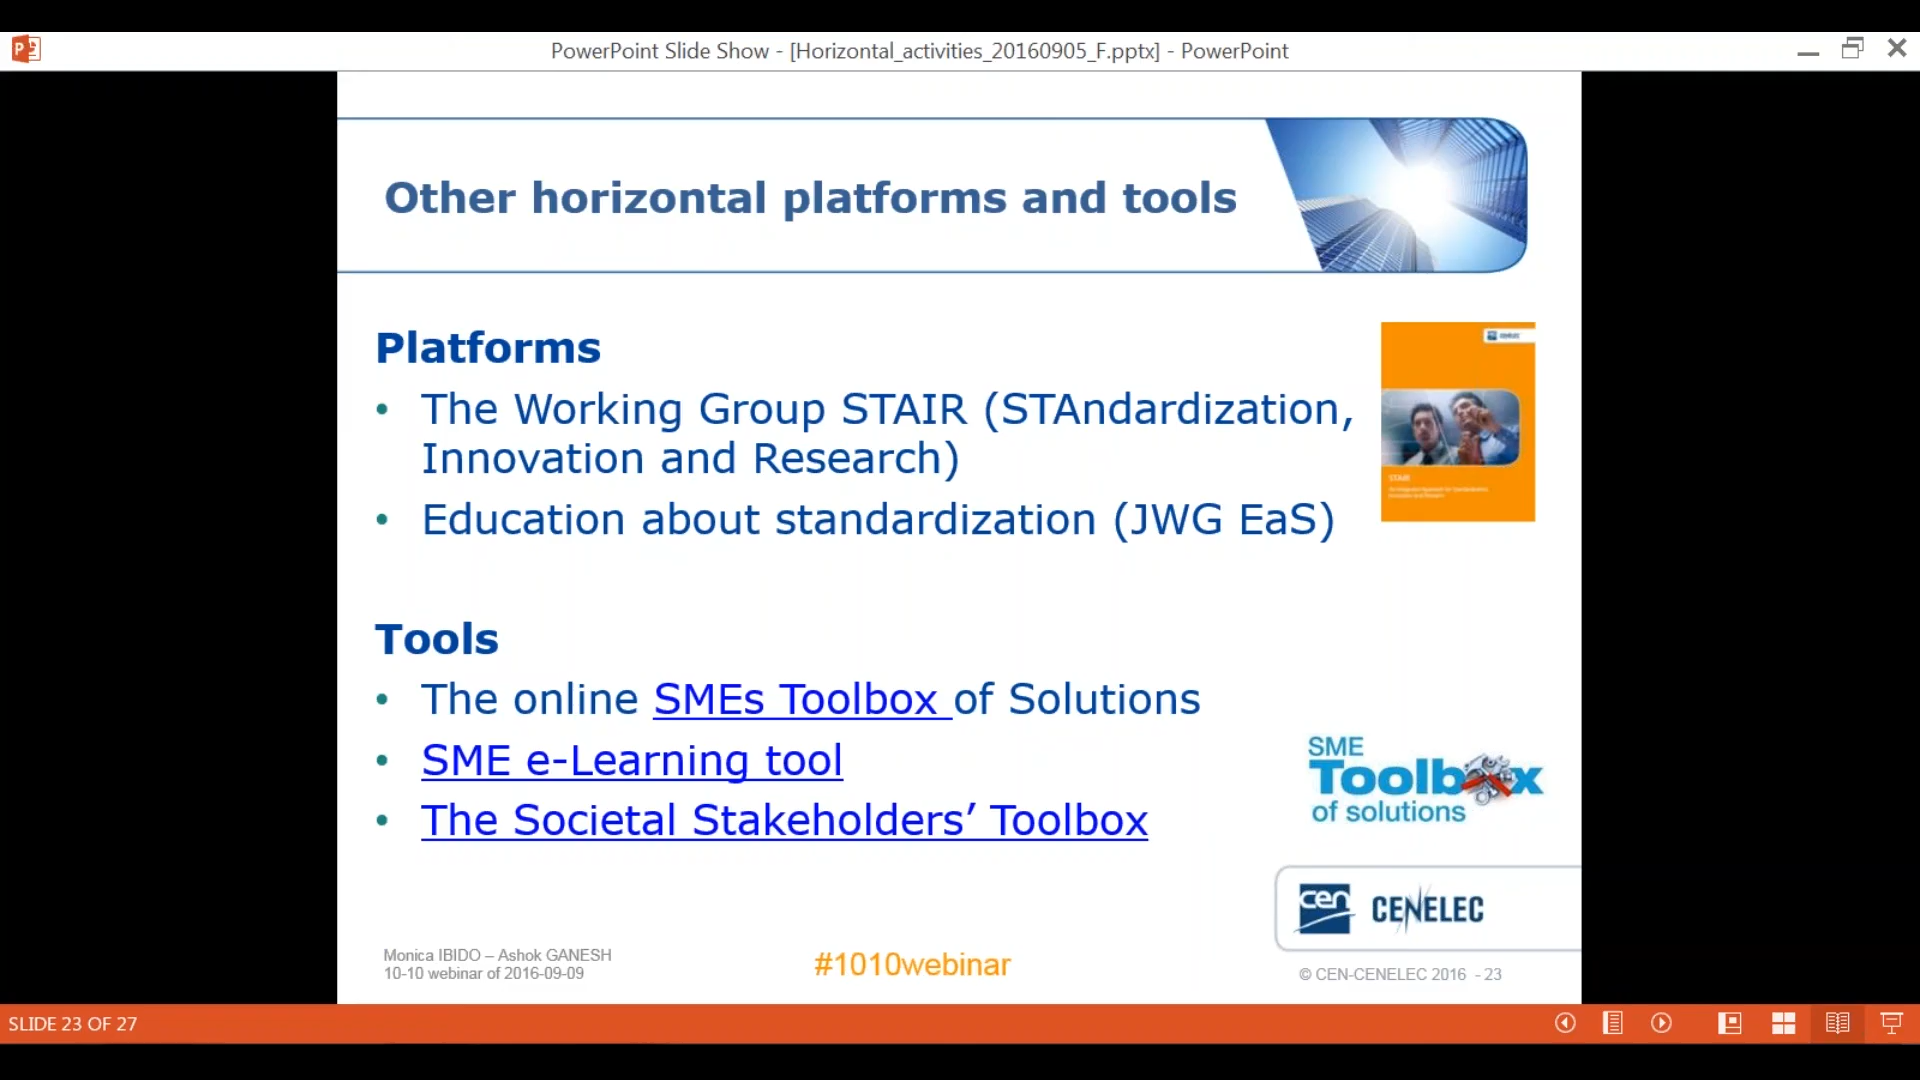 PowerPoint Slide Show - [Horizontal_activities_20160905_F.pptx] - PowerPoint
Other horizontal platforms and tools
Platforms
• The Working Group STAIR (STAndardization,
Innovation and Research)
• Education about standardization (JWG EaS)
STAIR
Tools
• The online SMEs Toolbox of Solutions
• SME e-Learning tool
• The Societal Stakeholders’ Toolbox
SME
Toolbox
of solutions
cen CENELEC
Monica IBIDO – Ashok GANESH
10-10 webinar of 2016-09-09
#1010webinar
© CEN-CENELEC 2016 - 23
SLIDE 23 OF 27